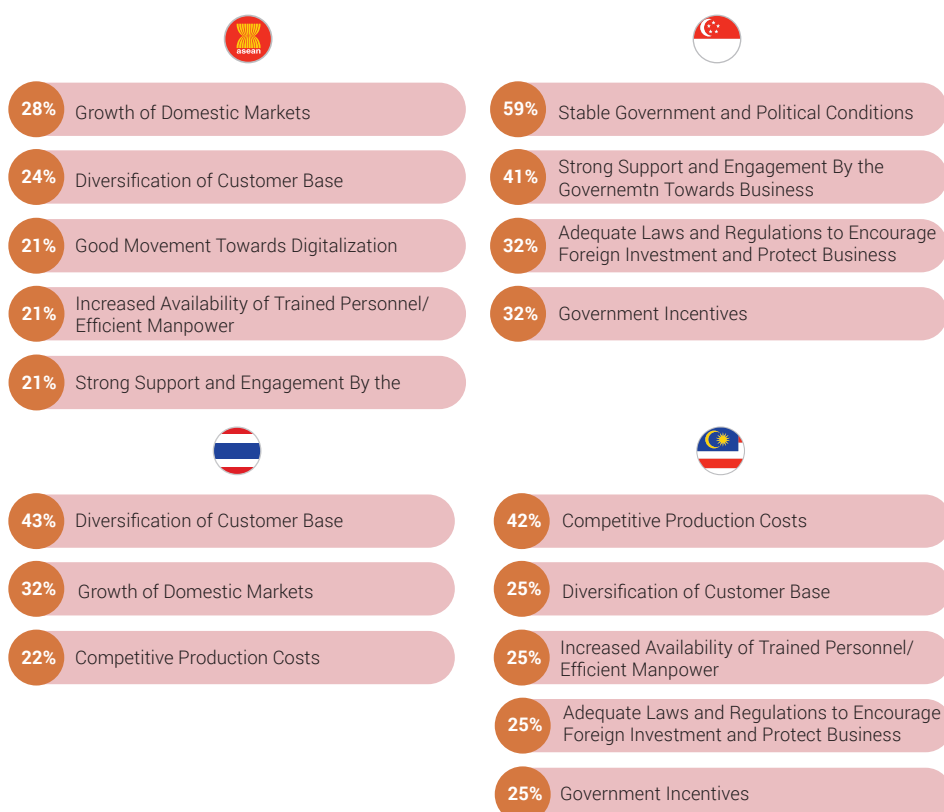 asean
28% Growth of Domestic Markets
24% Diversification of Customer Base
21% Good Movement Towards Digitalization
21% Increased Availability of Trained Personnel/
Efficient Manpower
21% Strong Support and Engagement By the
59% Stable Government and Political Conditions
41% Strong Support and Engagement By the
Governemtn Towards Business
32% Adequate Laws and Regulations to Encourage
Foreign Investment and Protect Business
32% Government Incentives
43% Diversification of Customer Base
32% Growth of Domestic Markets
22% Competitive Production Costs
42% Competitive Production Costs
25% Diversification of Customer Base
25% Increased Availability of Trained Personnel/
Efficient Manpower
25% Adequate Laws and Regulations to Encourage
Foreign Investment and Protect Business
25% Government Incentives